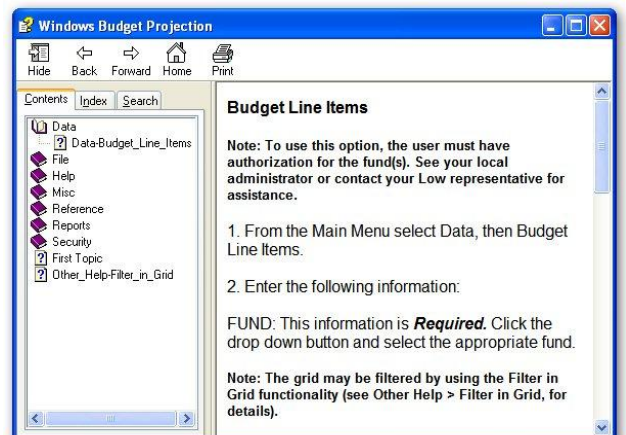 Windows Budget Projection
Hide Back Forward Home Print
Contents Index Search
Data
Data-Budget_Line_Items
File
Help
Misc
Reference
Reports
Security
First Topic
Other_Help-Filter_in_Grid
Budget Line Items
Note: To use this option, the user must have
authorization for the fund(s). See your local
administrator or contact your Low representative for
assistance.
1. From the Main Menu select Data, then Budget
Line Items.
2. Enter the following information:
FUND: This information is Required. Click the
drop down button and select the appropriate fund.
Note: The grid may be filtered by using the Filter in
Grid functionality (see Other Help > Filter in Grid, for
details).